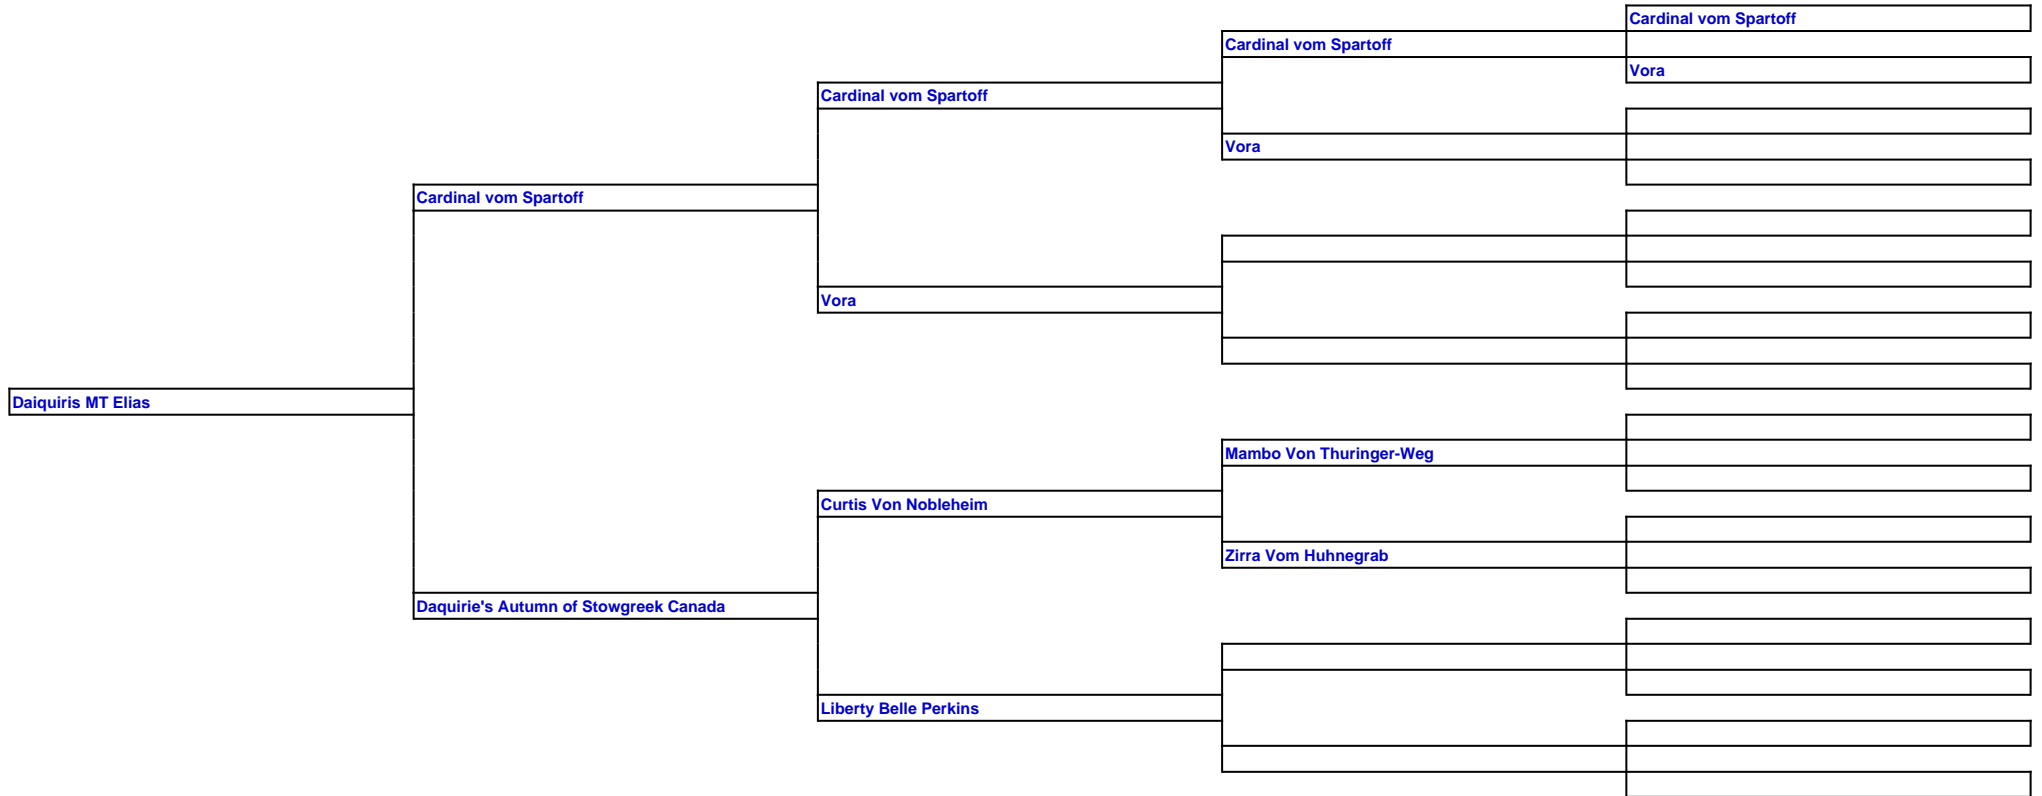 Cardinal vom Spartoff
Cardinal vom Spartoff
Vora
Cardinal vom Spartoff
Vora
Cardinal vom Spartoff
Vora
Daiquiris MT Elias
Mambo Von Thuringer-Weg
Curtis Von Nobleheim
Zirra Vom Huhnegrab
Daquirie's Autumn of Stowgreek Canada
Liberty Belle Perkins